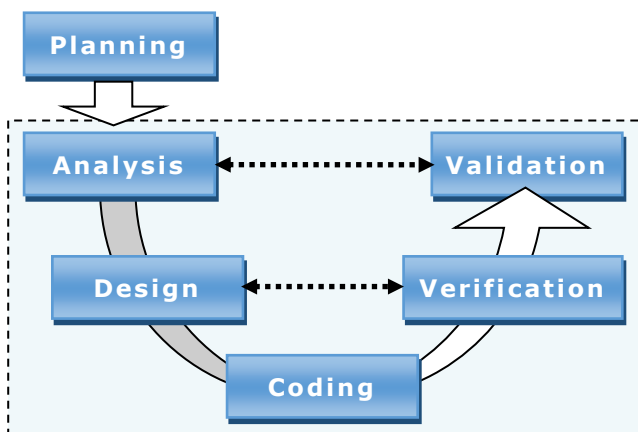 Planning
Analysis
Validation
Design
Verification
Coding